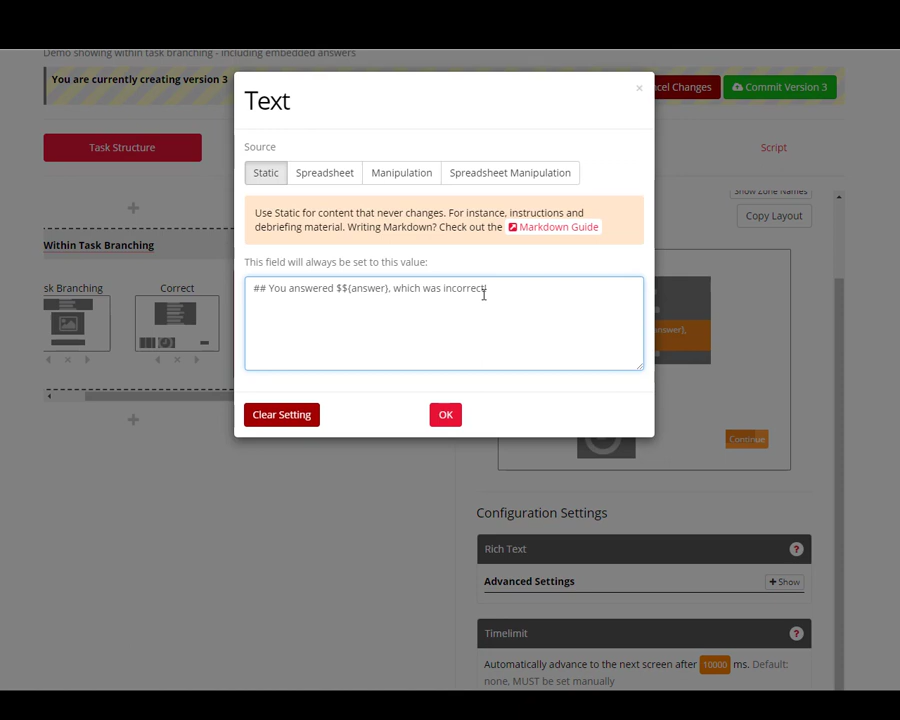 Demo showing within task branching - including embedded answers.
You are currently creating version 3
cel Changes
Commit Version 3
Text
×
Task Structure
Source
Script
Static
Spreadsheet
Manipulation
Spreadsheet Manipulation
Show Zone Names
Copy Layout
Use Static for content that never changes. For instance, instructions and
debriefing material. Writing Markdown? Check out the Markdown Guide
Within Task Branching
This field will always be set to this value:
sk Branching
Correct
## You answered $${answer}, which was incorrect!
nswer},
Clear Setting
OK
Continue
Configuration Settings
Rich Text
?
Advanced Settings
+ Show
Timelimit
?
Automatically advance to the next screen after 10000 ms. Default:
none, MUST be set manually